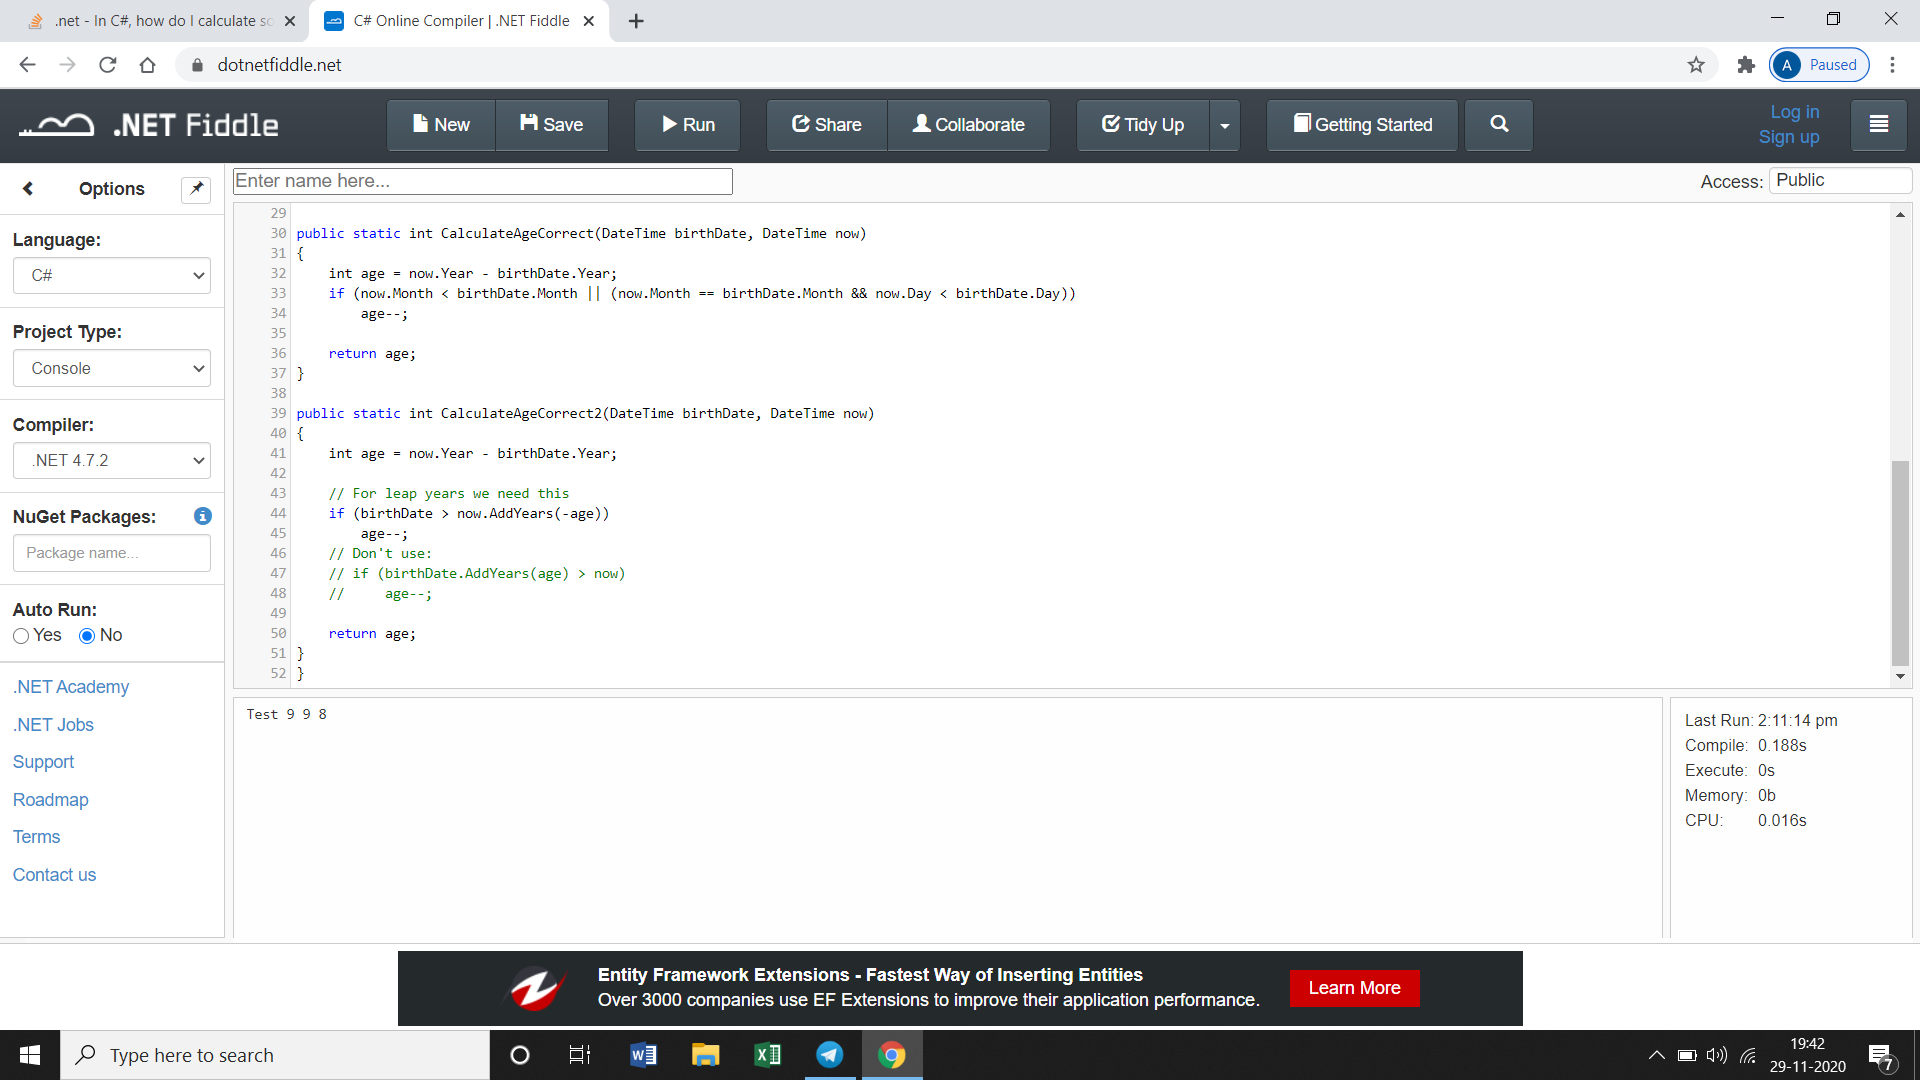 .net - In C#, how do I calculate so
C# Online Compiler | .NET Fiddle
dotnetfiddle.net
A Paused
.NET Fiddle
New
Save
Run
Share
Collaborate
Tidy Up
Getting Started
Log in
Sign up
Options
Enter name here...
Access: Public
Language:
C#
Project Type:
Console
Compiler:
.NET 4.7.2
NuGet Packages:
Package name...
Auto Run:
Yes No
.NET Academy
.NET Jobs
Support
Roadmap
Terms
Contact us
29
30 public static int CalculateAgeCorrect(DateTime birthDate, DateTime now)
31 {
32 int age = now.Year - birthDate.Year;
33 if (now.Month < birthDate.Month || (now.Month == birthDate.Month && now.Day < birthDate.Day))
34 age--;
35
36 return age;
37 }
38
39 public static int CalculateAgeCorrect2(DateTime birthDate, DateTime now)
40 {
41 int age = now.Year - birthDate.Year;
42
43 // For leap years we need this
44 if (birthDate > now.AddYears(-age))
45 age--;
46 // Don't use:
47 // if (birthDate.AddYears(age) > now)
48 // age--;
49
50 return age;
51 }
52 }
Test 9 9 8
Last Run: 2:11:14 pm
Compile: 0.188s
Execute: 0s
Memory: 0b
CPU: 0.016s
Entity Framework Extensions - Fastest Way of Inserting Entities
Over 3000 companies use EF Extensions to improve their application performance.
Learn More
Type here to search
19:42
29-11-2020
7